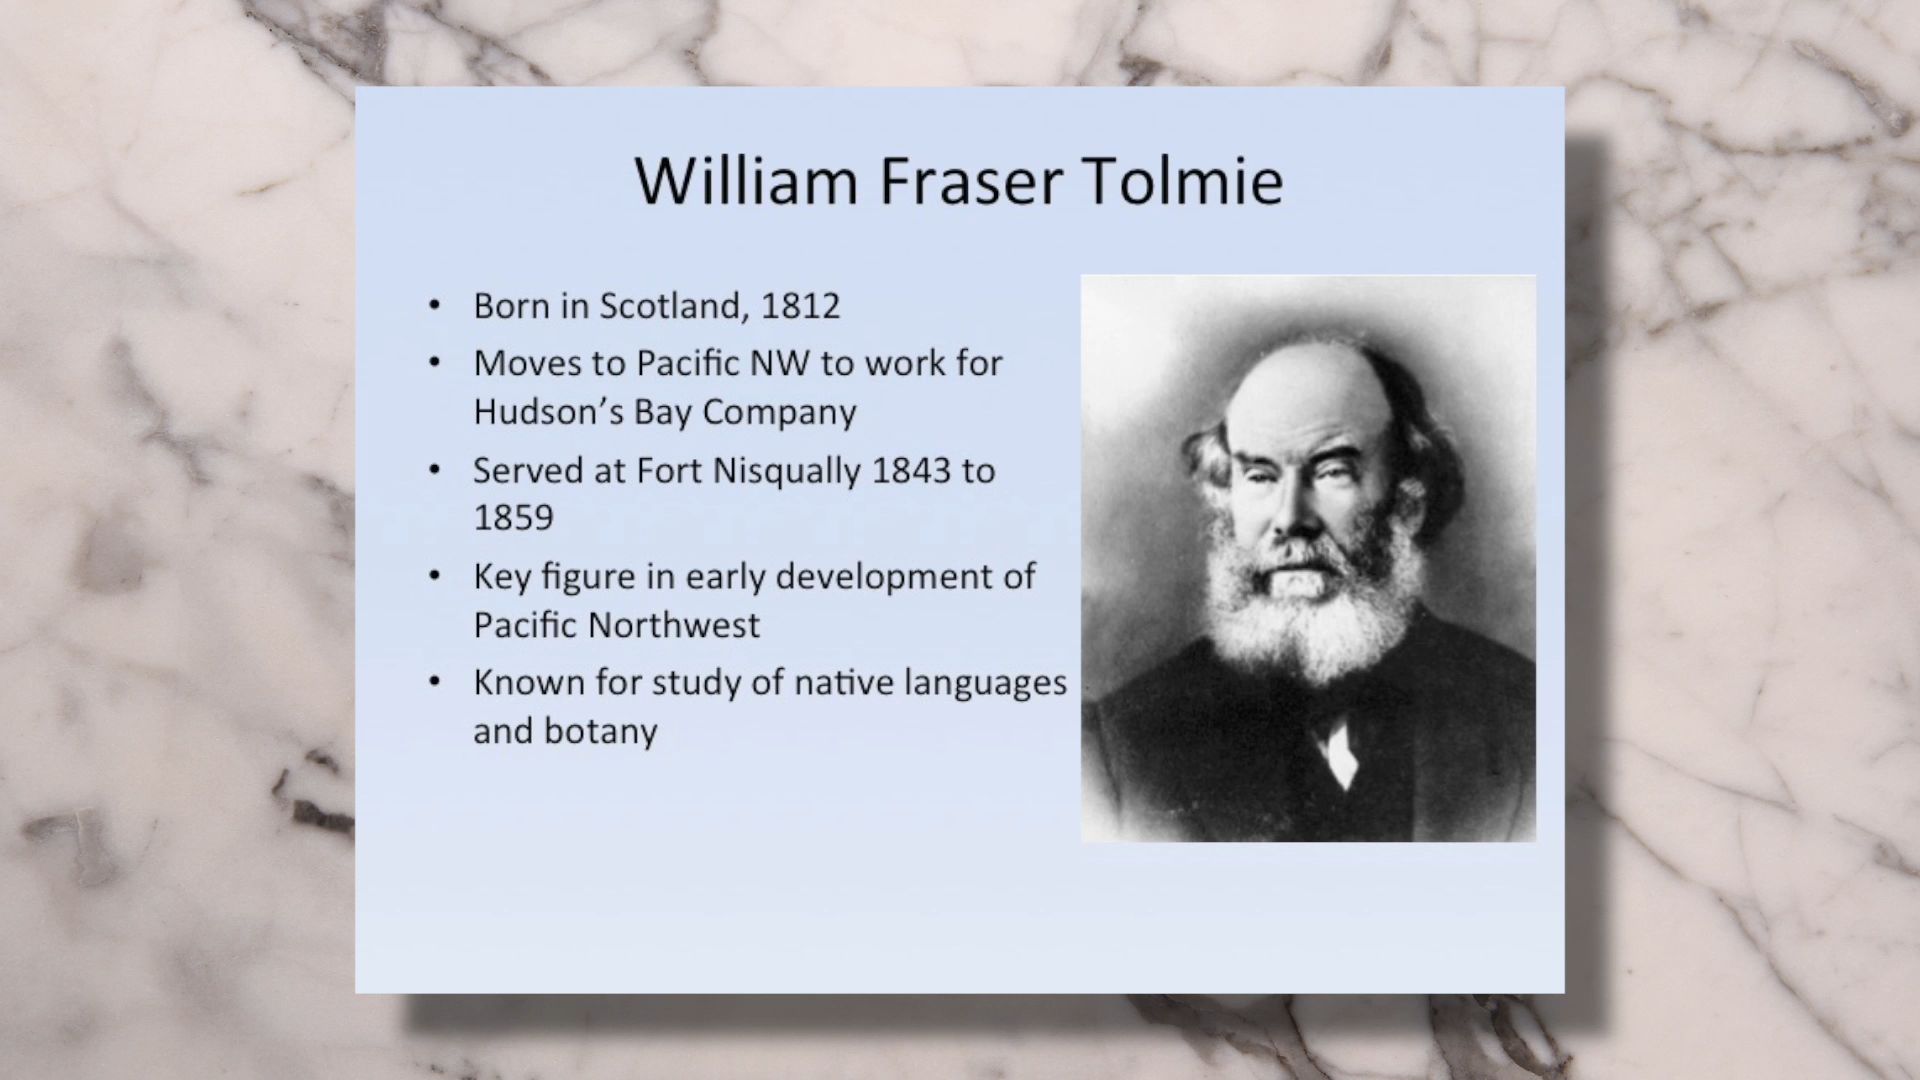 William Fraser Tolmie
• Born in Scotland, 1812
• Moves to Pacific NW to work for
Hudson’s Bay Company
• Served at Fort Nisqually 1843 to
1859
• Key figure in early development of
Pacific Northwest
• Known for study of native languages
and botany